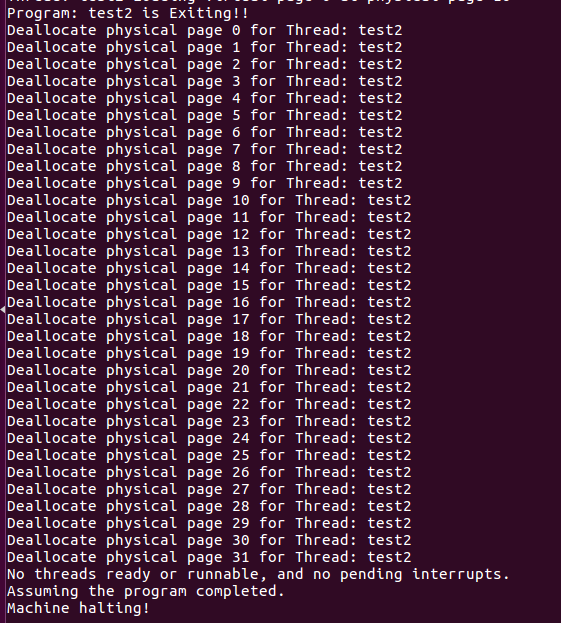 Program: test2 is Exiting!!
Deallocate physical page 0 for Thread: test2
Deallocate physical page 1 for Thread: test2
Deallocate physical page 2 for Thread: test2
Deallocate physical page 3 for Thread: test2
Deallocate physical page 4 for Thread: test2
Deallocate physical page 5 for Thread: test2
Deallocate physical page 6 for Thread: test2
Deallocate physical page 7 for Thread: test2
Deallocate physical page 8 for Thread: test2
Deallocate physical page 9 for Thread: test2
Deallocate physical page 10 for Thread: test2
Deallocate physical page 11 for Thread: test2
Deallocate physical page 12 for Thread: test2
Deallocate physical page 13 for Thread: test2
Deallocate physical page 14 for Thread: test2
Deallocate physical page 15 for Thread: test2
Deallocate physical page 16 for Thread: test2
Deallocate physical page 17 for Thread: test2
Deallocate physical page 18 for Thread: test2
Deallocate physical page 19 for Thread: test2
Deallocate physical page 20 for Thread: test2
Deallocate physical page 21 for Thread: test2
Deallocate physical page 22 for Thread: test2
Deallocate physical page 23 for Thread: test2
Deallocate physical page 24 for Thread: test2
Deallocate physical page 25 for Thread: test2
Deallocate physical page 26 for Thread: test2
Deallocate physical page 27 for Thread: test2
Deallocate physical page 28 for Thread: test2
Deallocate physical page 29 for Thread: test2
Deallocate physical page 30 for Thread: test2
Deallocate physical page 31 for Thread: test2
No threads ready or runnable, and no pending interrupts.
Assuming the program completed.
Machine halting!